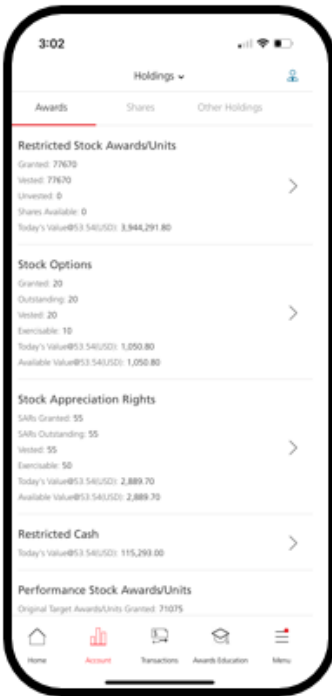 3:02
Holdings
Awards Shares Other Holdings
Restricted Stock Awards/Units
Granted: 77670
Vested: 77670
Unvested: 0
Shares Available: 0
Today's Value@53.54(USD): 3,944,291.80
Stock Options
Granted: 20
Outstanding: 20
Vested: 20
Exercisable: 10
Today's Value@53.54(USD): 1,050.80
Available Value@53.54(USD): 1,050.80
Stock Appreciation Rights
SARs Granted: 55
SARs Outstanding: 55
Vested: 55
Exercisable: 50
Today's Value@53.54(USD): 2,889.70
Available Value@53.54(USD): 2,889.70
Restricted Cash
Today's Value@53.54(USD): 115,293.00
Performance Stock Awards/Units
Original Target Awards/Units Granted: 71075
Home Account Transactions Awards Education Menu